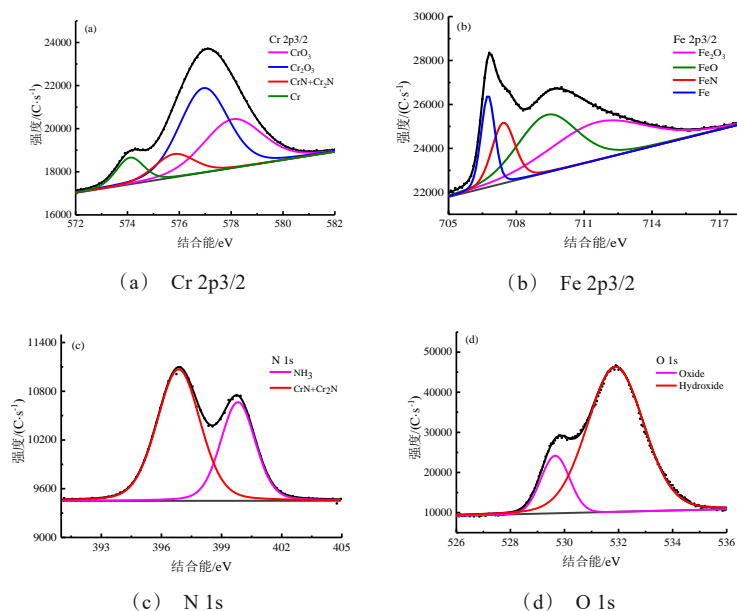 (a)
Cr 2p3/2
CrO₃
Cr₂O₃
CrN+Cr₂N
Cr
强度/(C·s⁻¹)
24000
22000
20000
18000
16000
572 574 576 578 580 582
结合能/eV
(a) Cr 2p3/2
(b)
Fe 2p3/2
Fe₂O₃
FeO
FeN
Fe
强度/(C·s⁻¹)
30000
28000
26000
24000
22000
705 708 711 714 717
结合能/eV
(b) Fe 2p3/2
(c)
N 1s
NH₃
CrN+Cr₂N
强度/(C·s⁻¹)
11400
10800
10200
9600
9000
393 396 399 402 405
结合能/eV
(c) N 1s
(d)
O 1s
Oxide
Hydroxide
强度/(C·s⁻¹)
50000
40000
30000
20000
10000
526 528 530 532 534 536
结合能/eV
(d) O 1s